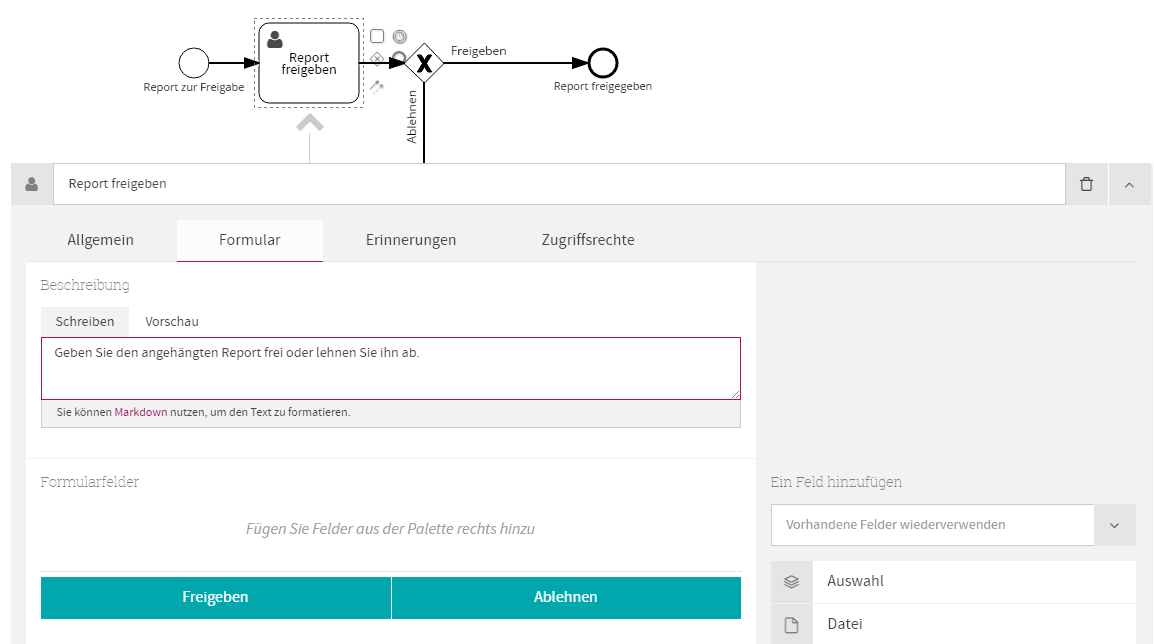 Report
freigeben
Freigeben
Report zur Freigabe
Report freigegeben
Ablehnen
Report freigeben
Allgemein Formular Erinnerungen Zugriffsrechte
Beschreibung
Schreiben Vorschau
Geben Sie den angehängten Report frei oder lehnen Sie ihn ab.
Sie können Markdown nutzen, um den Text zu formatieren.
Formularfelder
Ein Feld hinzufügen
Fügen Sie Felder aus der Palette rechts hinzu
Vorhandene Felder wiederverwenden
Auswahl
Freigeben Ablehnen
Datei